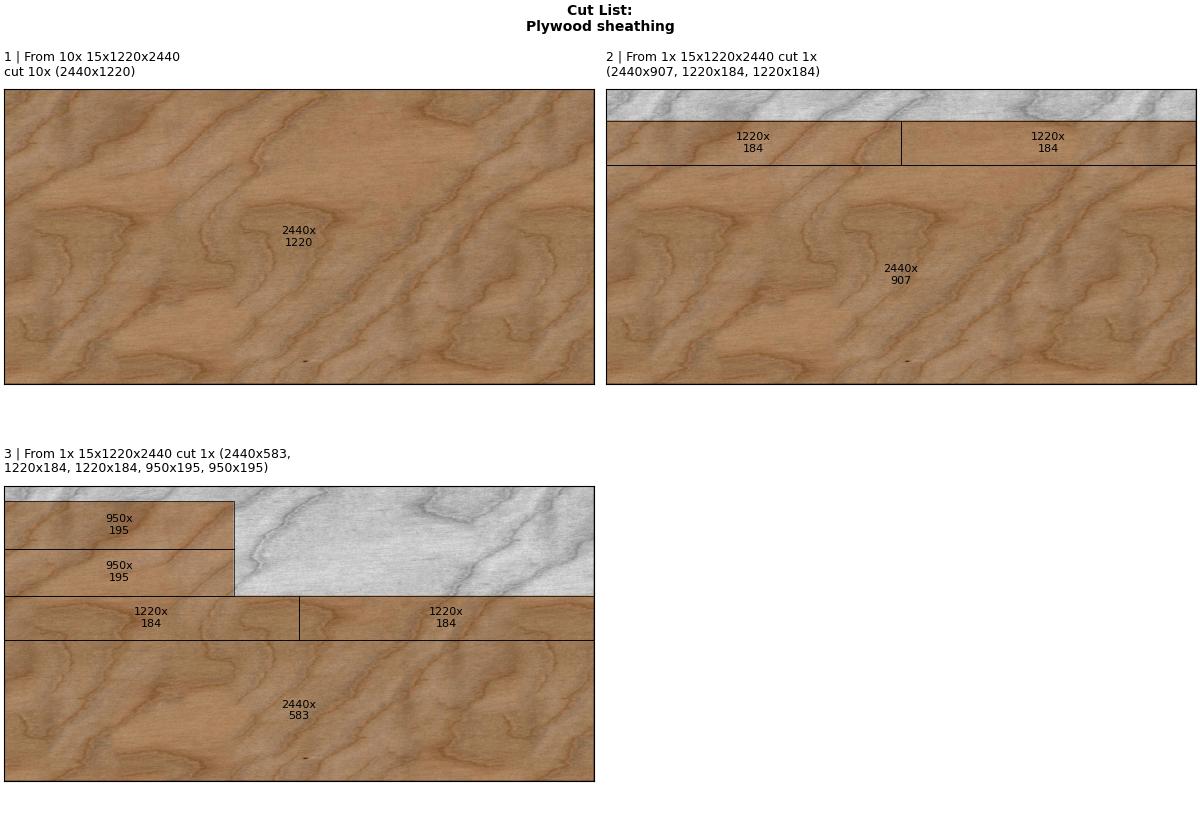 Cut List:
Plywood sheathing
1 | From 10x 15x1220x2440
cut 10x (2440x1220)
2440x
1220
2 | From 1x 15x1220x2440 cut 1x
(2440x907, 1220x184, 1220x184)
1220x
184
1220x
184
2440x
907
3 | From 1x 15x1220x2440 cut 1x (2440x583,
1220x184, 1220x184, 950x195, 950x195)
950x
195
950x
195
1220x
184
1220x
184
2440x
583